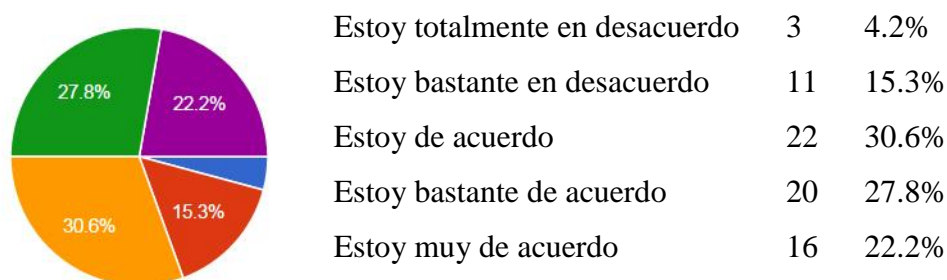 27.8%
22.2%
15.3%
30.6%
Estoy totalmente en desacuerdo 3 4.2%
Estoy bastante en desacuerdo 11 15.3%
Estoy de acuerdo 22 30.6%
Estoy bastante de acuerdo 20 27.8%
Estoy muy de acuerdo 16 22.2%